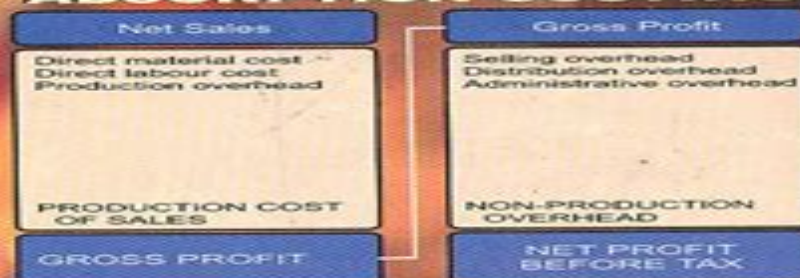 Net Sales
Direct material cost
Direct labour cost
Production overhead
PRODUCTION COST
OF SALES
GROSS PROFIT
Gross Profit
Selling overhead
Distribution overhead
Administrative overhead
NON-PRODUCTION
OVERHEAD
NET PROFIT
BEFORE TAX